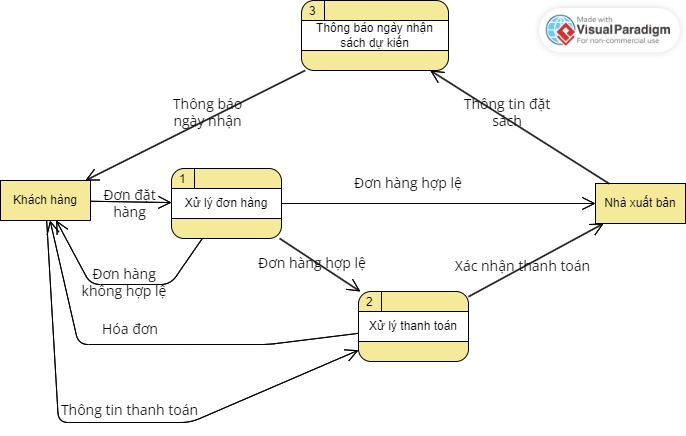 3
Thông báo ngày nhận
sách dự kiến
Made with
VisualParadigm
For non-commercial use
Thông báo
ngày nhận
Thông tin đặt
sách
1
Khách hàng
Đơn đặt
hàng
Xử lý đơn hàng
Đơn hàng hợp lệ
Nhà xuất bản
Đơn hàng
không hợp lệ
Đơn hàng hợp lệ
Xác nhận thanh toán
2
Hóa đơn
Xử lý thanh toán
Thông tin thanh toán